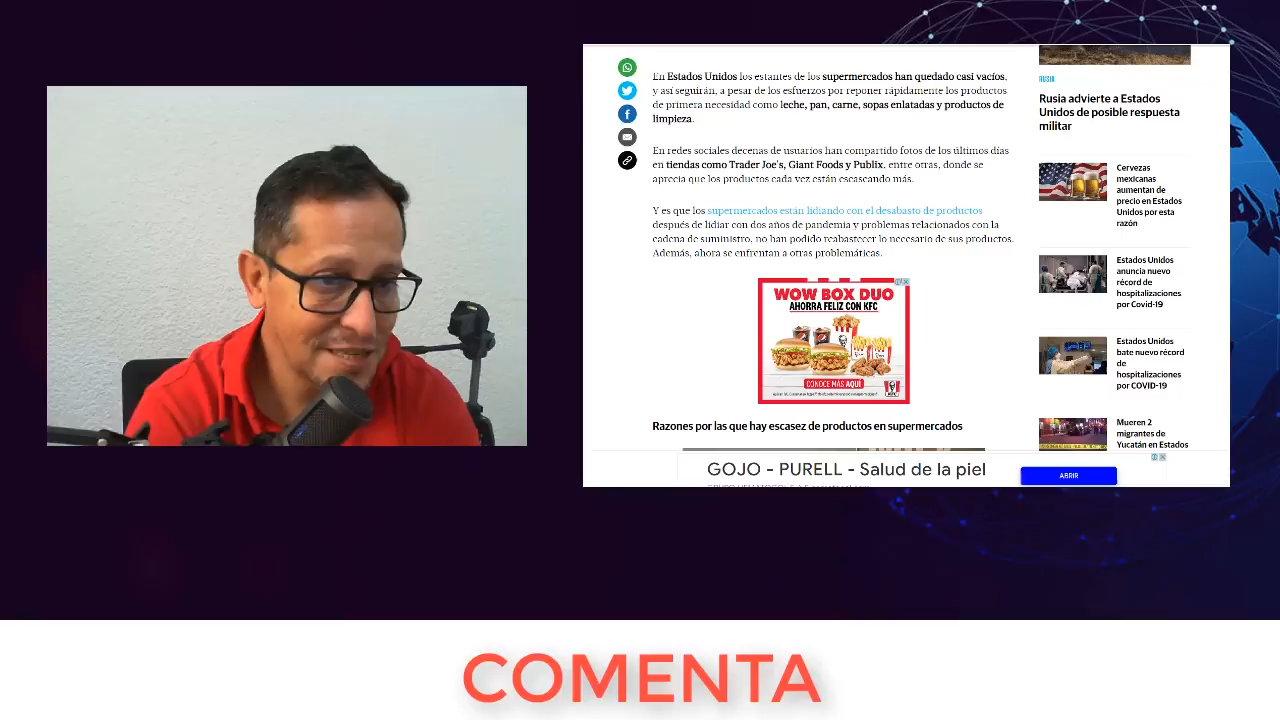 En Estados Unidos los estantes de los supermercados han quedado casi vacíos,
y así seguirán, a pesar de los esfuerzos por reponer rápidamente los productos
de primera necesidad como leche, pan, carne, sopas enlatadas y productos de
limpieza.
En redes sociales decenas de usuarios han compartido fotos de los últimos días
en tiendas como Trader Joe's, Giant Foods y Publix, entre otras, donde se
aprecia que los productos cada vez están escaseando más.
Y es que los supermercados están lidiando con el desabasto de productos
después de lidiar con dos años de pandemia y problemas relacionados con la
cadena de suministro, no han podido reabastecer lo necesario de sus productos.
Además, ahora se enfrentan a otras problemáticas.
WOW BOX DUO
AHORRA FELIZ CON KFC
CONOCE MÁS AQUÍ
KFC
Razones por las que hay escasez de productos en supermercados
RUSIA
Rusia advierte a Estados
Unidos de posible respuesta
militar
Cervezas
mexicanas
aumentan de
precio en Estados
Unidos por esta
razón
Estados Unidos
anuncia nuevo
récord de
hospitalizaciones
por Covid-19
Estados Unidos
bate nuevo récord
de
hospitalizaciones
por COVID-19
Mueren 2
migrantes de
Yucatán en Estados
GOJO - PURELL - Salud de la piel
ABRIR
COMENTA